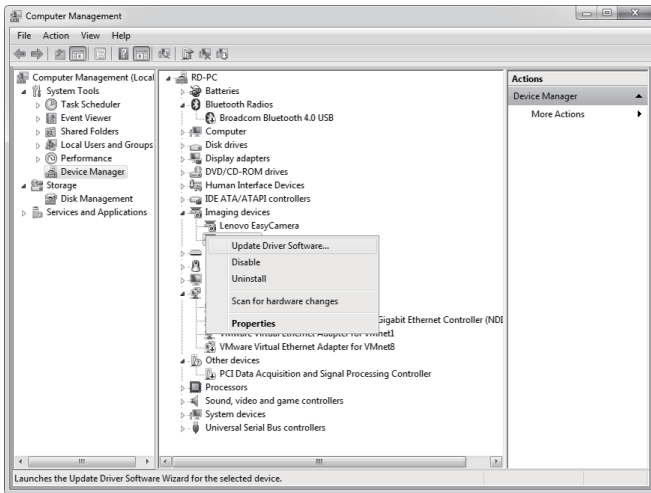 Computer Management
File Action View Help
Computer Management (Local
System Tools
Task Scheduler
Event Viewer
Shared Folders
Local Users and Groups
Performance
Device Manager
Storage
Disk Management
Services and Applications
RD-PC
Batteries
Bluetooth Radios
Broadcom Bluetooth 4.0 USB
Computer
Disk drives
Display adapters
DVD/CD-ROM drives
Human Interface Devices
IDE ATA/ATAPI controllers
Imaging devices
Lenovo EasyCamera
Update Driver Software...
Disable
Uninstall
Scan for hardware changes
Properties
Gigabit Ethernet Controller (NDI
VMware Virtual Ethernet Adapter for VMnet1
VMware Virtual Ethernet Adapter for VMnet8
Other devices
PCI Data Acquisition and Signal Processing Controller
Processors
Sound, video and game controllers
System devices
Universal Serial Bus controllers
Actions
Device Manager
More Actions
Launches the Update Driver Software Wizard for the selected device.